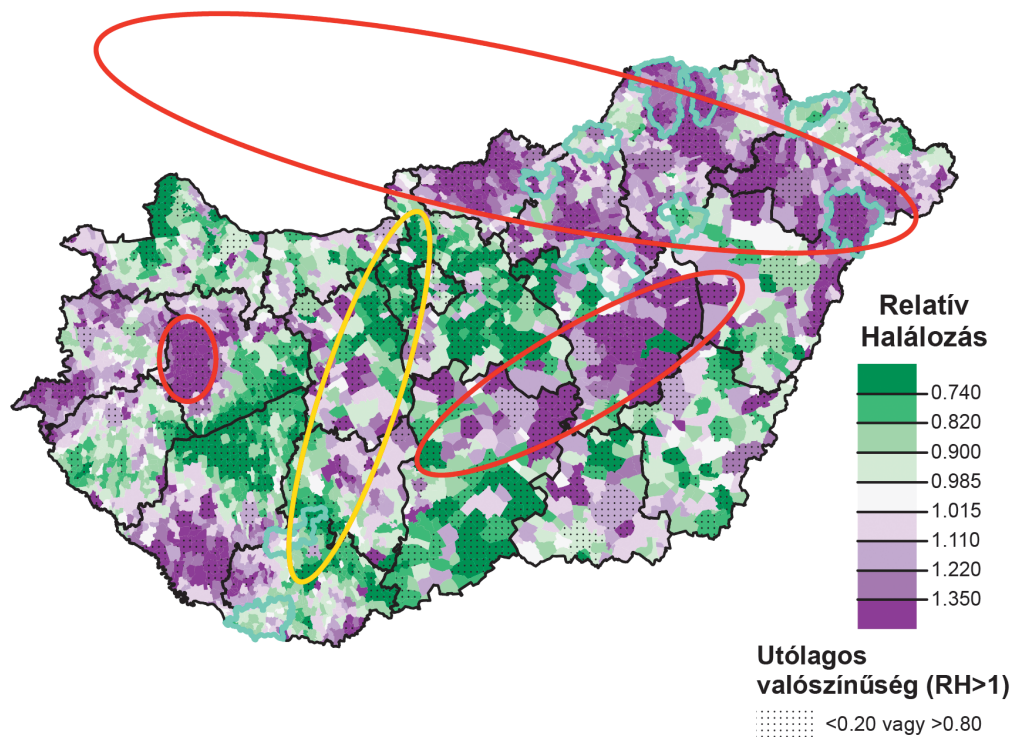 Relatív
Halálozás
0.740
0.820
0.900
0.985
1.015
1.110
1.220
1.350
Utólagos
valószínűség (RH>1)
<0.20 vagy >0.80